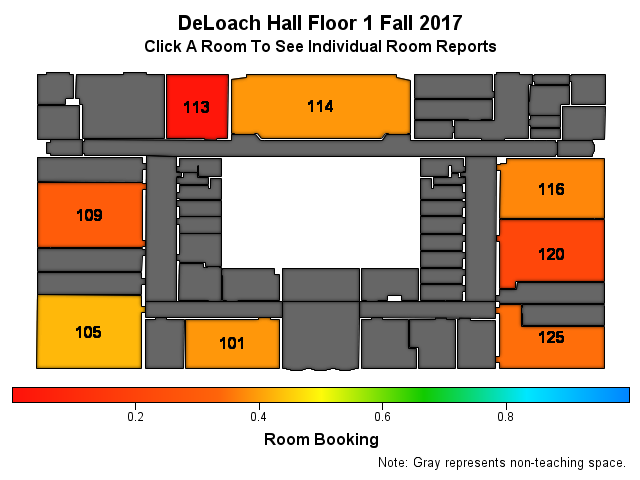 DeLoach Hall Floor 1 Fall 2017
Click A Room To See Individual Room Reports
113
114
116
109
120
105
101
125
0.2 0.4 0.6 0.8
Room Booking
Note: Gray represents non-teaching space.